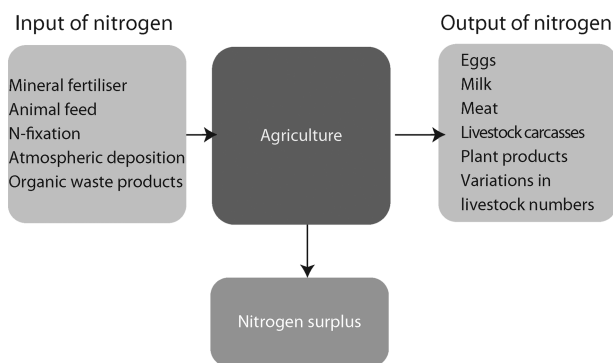 Input of nitrogen
Mineral fertiliser
Animal feed
N-fixation
Atmospheric deposition
Organic waste products
Agriculture
Output of nitrogen
Eggs
Milk
Meat
Livestock carcasses
Plant products
Variations in
livestock numbers
Nitrogen surplus